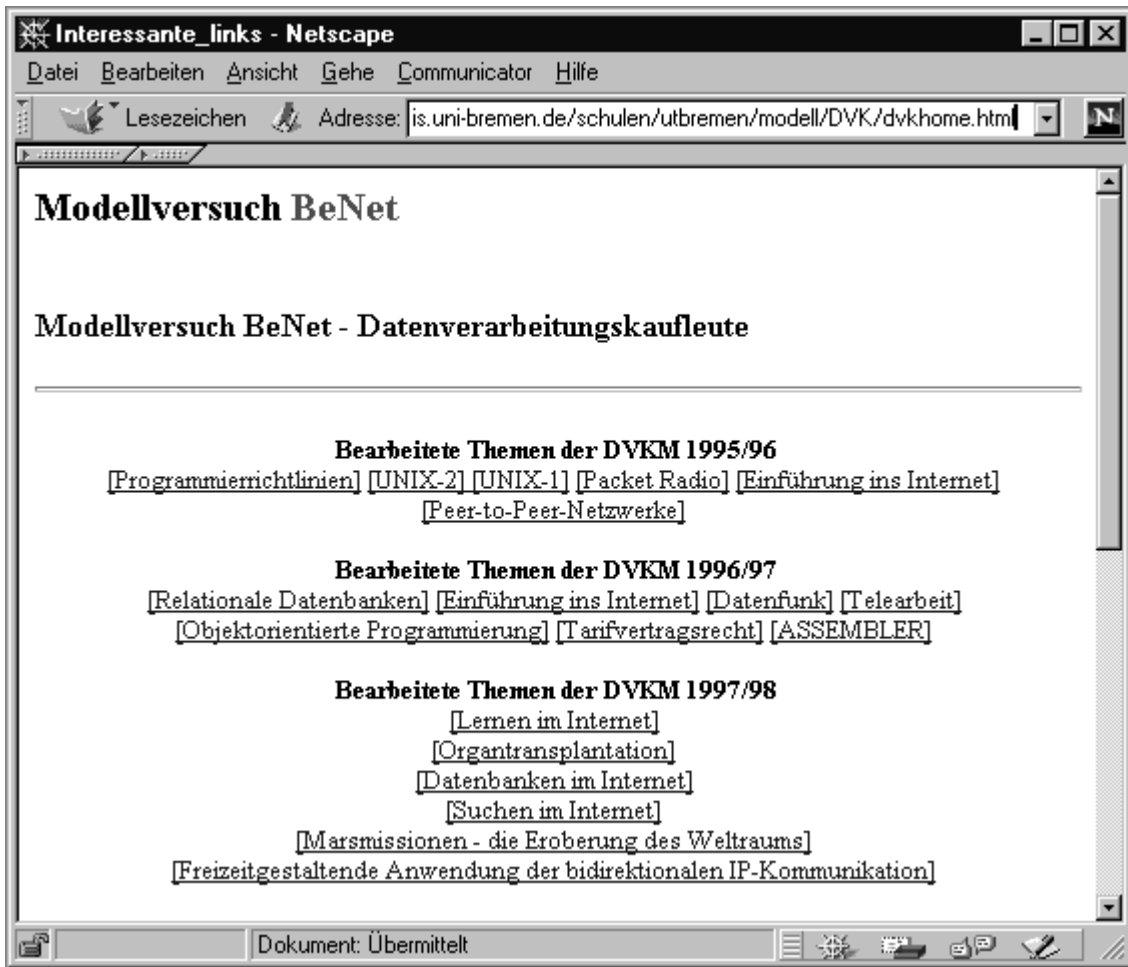 Interessante_links - Netscape
Datei Bearbeiten Ansicht Gehe Communicator Hilfe
Lesezeichen Adresse: is.uni-bremen.de/schulen/utbremen/modell/DVK/dvkhome.html N
Modellversuch BeNet
Modellversuch BeNet - Datenverarbeitungskaufleute
Bearbeitete Themen der DVKM 1995/96
[Programmierrichtlinien] [UNIX-2] [UNIX-1] [Packet Radio] [Einführung ins Internet]
[Peer-to-Peer-Netzwerke]
Bearbeitete Themen der DVKM 1996/97
[Relationale Datenbanken] [Einführung ins Internet] [Datenfunk] [Telearbeit]
[Objektorientierte Programmierung] [Tarifvertragsrecht] [ASSEMBLER]
Bearbeitete Themen der DVKM 1997/98
[Lernen im Internet]
[Organtransplantation]
[Datenbanken im Internet]
[Suchen im Internet]
[Marsmissionen - die Eroberung des Weltraums]
[Freizeitgestaltende Anwendung der bidirektionalen IP-Kommunikation]
Dokument: Übermittelt